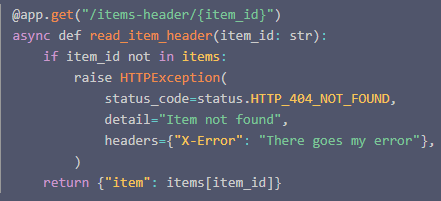 @app.get("/items-header/{item_id}")
async def read_item_header(item_id: str):
    if item_id not in items:
        raise HTTPException(
            status_code=status.HTTP_404_NOT_FOUND,
            detail="Item not found",
            headers={"X-Error": "There goes my error"},
        )
    return {"item": items[item_id]}